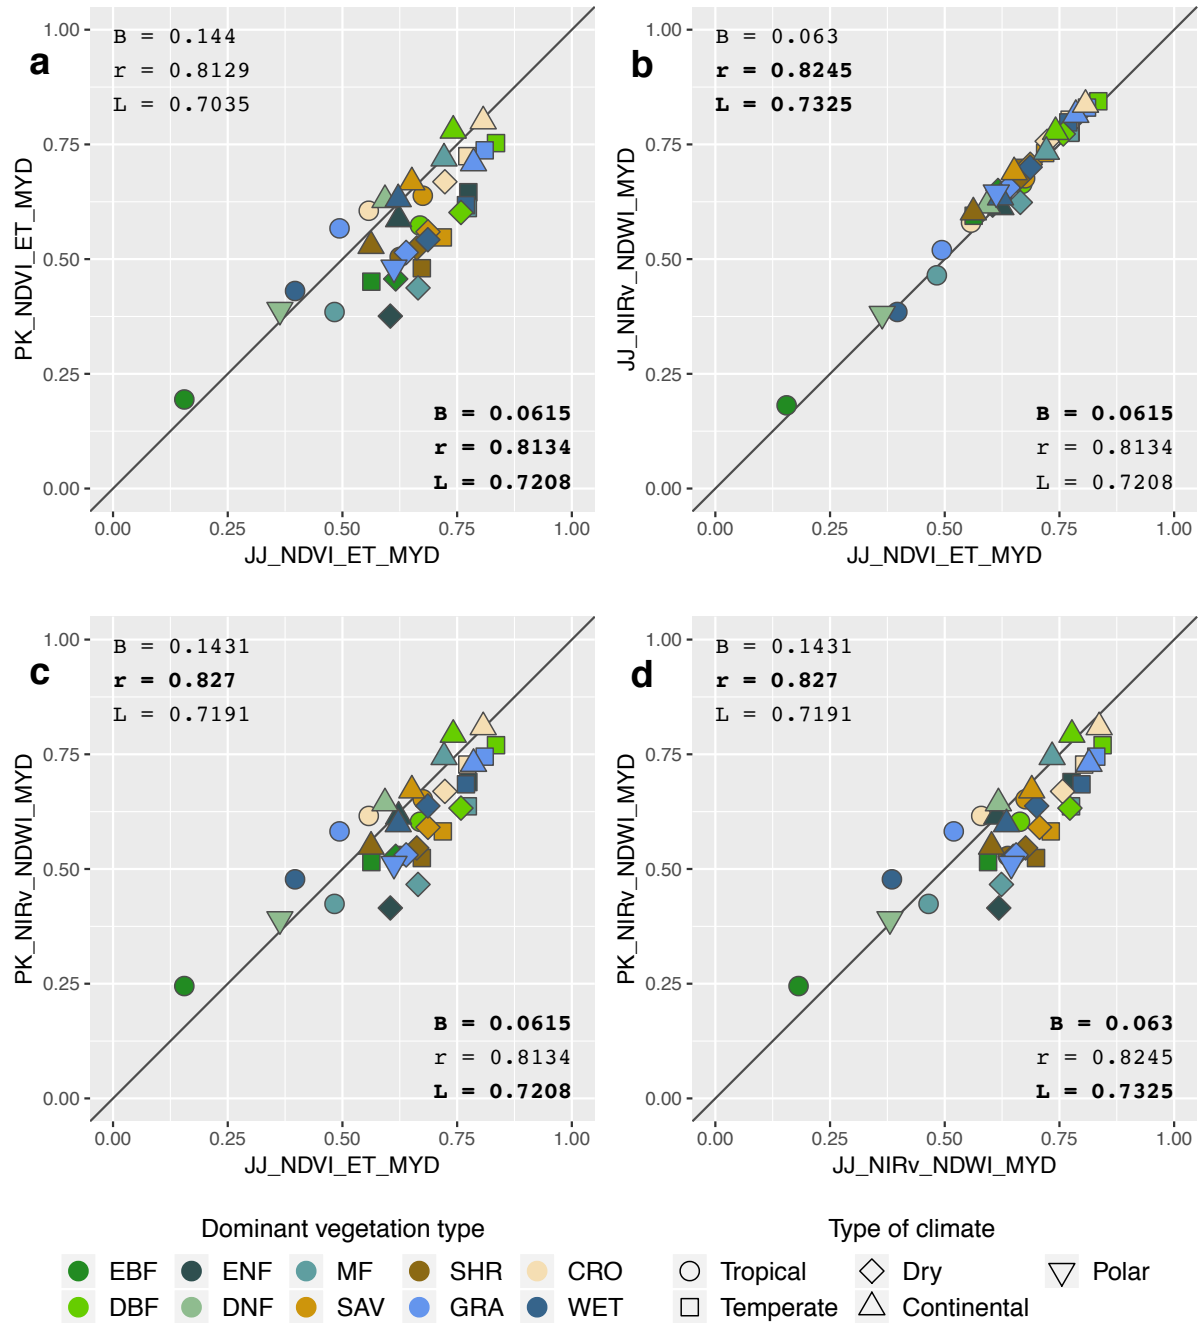 a
B = 0.144
r = 0.8129
L = 0.7035
B = 0.0615
r = 0.8134
L = 0.7208
1.00
0.75
0.50
0.25
0.00
0.00 0.25 0.50 0.75 1.00
PK_NDVI_ET_MYD
JJ_NDVI_ET_MYD
b
B = 0.063
r = 0.8245
L = 0.7325
B = 0.0615
r = 0.8134
L = 0.7208
1.00
0.75
0.50
0.25
0.00
0.00 0.25 0.50 0.75 1.00
JJ_NIRv_NDWI_MYD
JJ_NDVI_ET_MYD
c
B = 0.1431
r = 0.827
L = 0.7191
B = 0.0615
r = 0.8134
L = 0.7208
1.00
0.75
0.50
0.25
0.00
0.00 0.25 0.50 0.75 1.00
PK_NIRv_NDWI_MYD
JJ_NDVI_ET_MYD
d
B = 0.1431
r = 0.827
L = 0.7191
B = 0.063
r = 0.8245
L = 0.7325
1.00
0.75
0.50
0.25
0.00
0.00 0.25 0.50 0.75 1.00
PK_NIRv_NDWI_MYD
JJ_NIRv_NDWI_MYD
Dominant vegetation type
EBF ENF MF SHR CRO
DBF DNF SAV GRA WET
Type of climate
Tropical Dry Polar
Temperate Continental